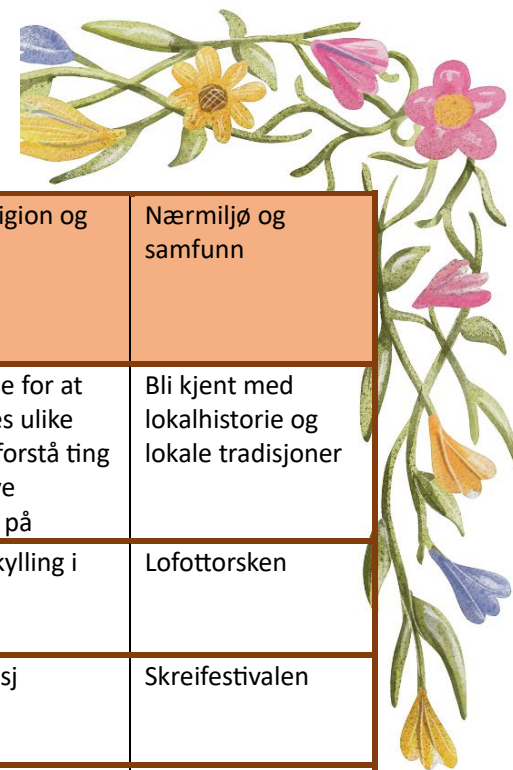 igion og
Nærmiljø og
samfunn
e for at
es ulike
forstå ting
ve
på
Bli kjent med
lokalhistorie og
lokale tradisjoner
kylling i
Lofottorsken
sj
Skreifestivalen